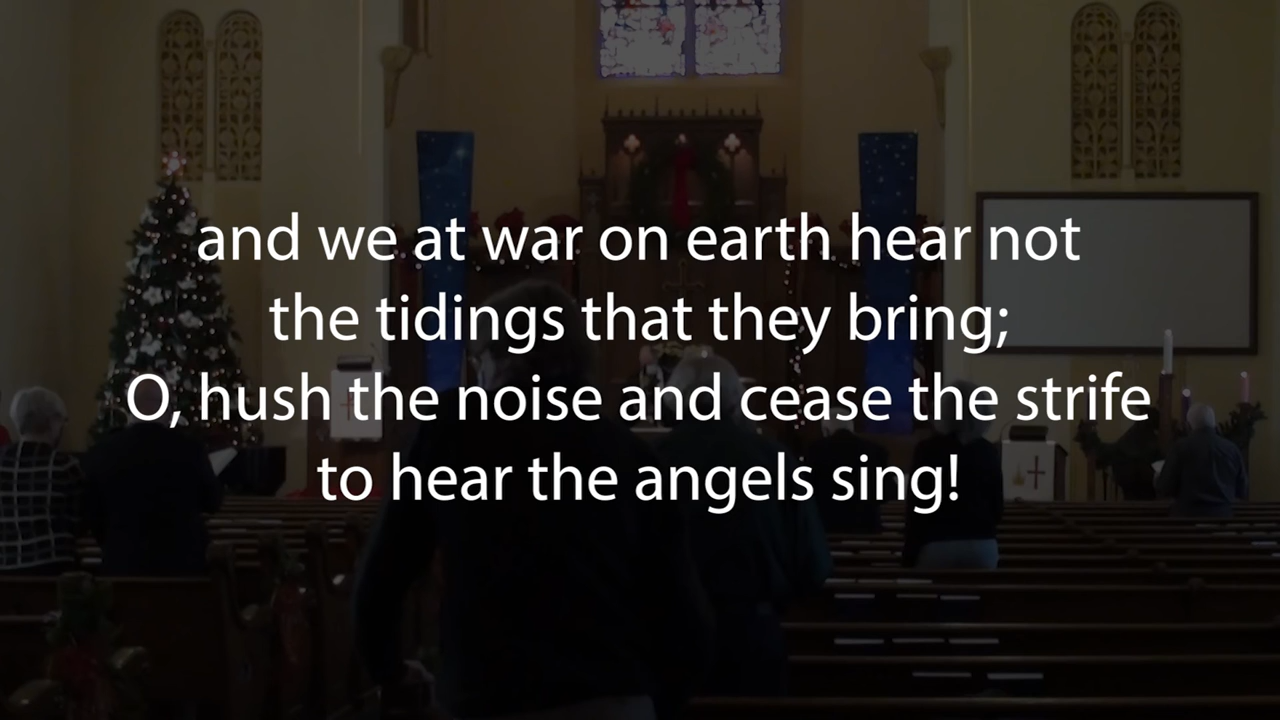 and we at war on earth hear not
the tidings that they bring;
O, hush the noise and cease the strife
to hear the angels sing!